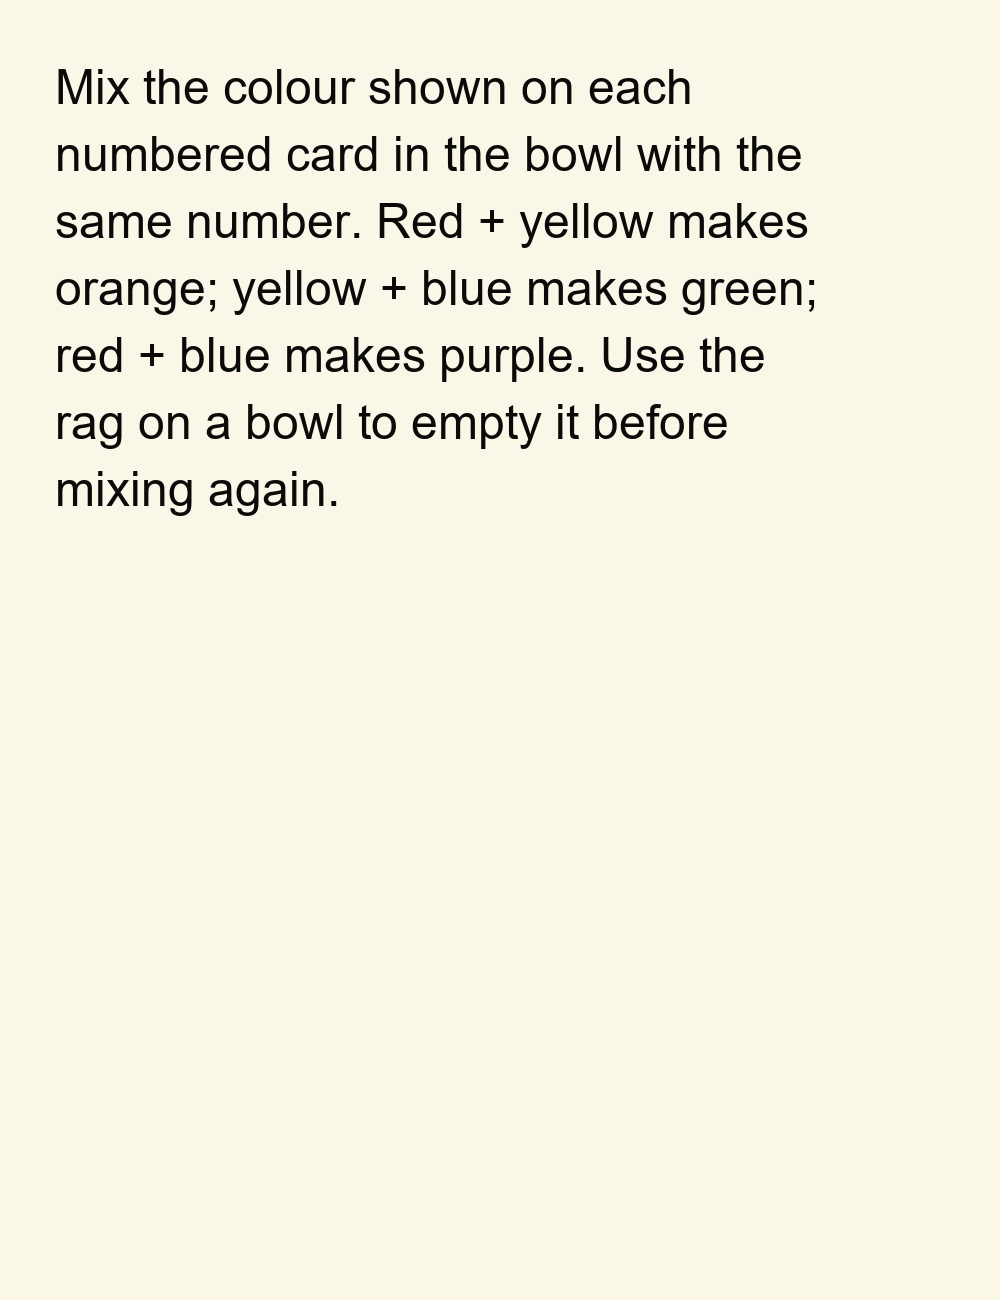 Mix the colour shown on each
numbered card in the bowl with the
same number. Red + yellow makes
orange; yellow + blue makes green;
red + blue makes purple. Use the
rag on a bowl to empty it before
mixing again.